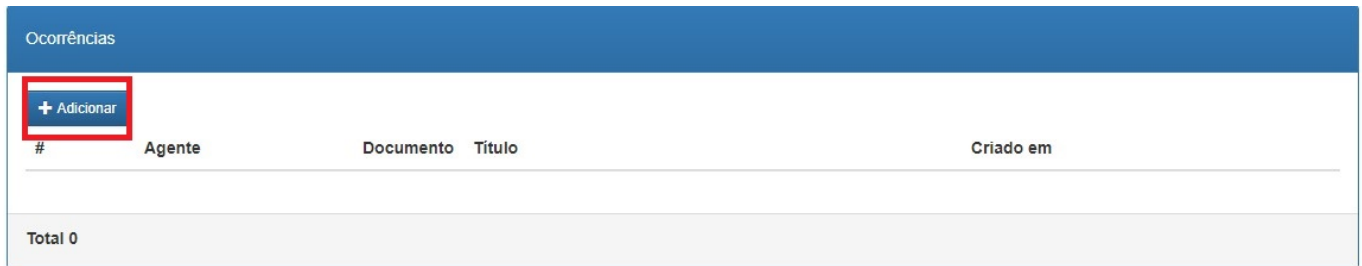 Ocorrências
+ Adicionar
# Agente Documento Título Criado em
Total 0